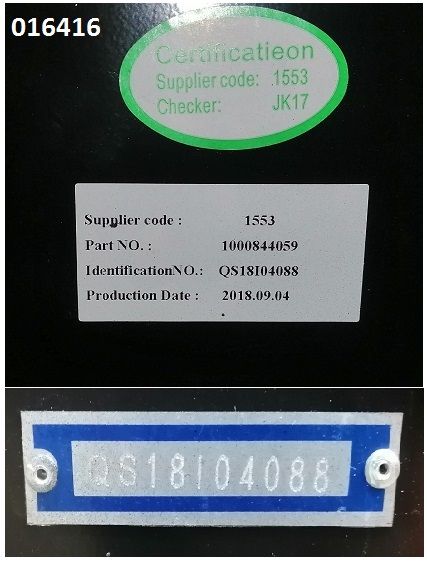 016416
Certificatieon
Supplier code: 1553
Checker: JK17
Supplier code : 1553
Part NO. : 1000844059
IdentificationNO.: QS18I04088
Production Date : 2018.09.04
QS18I04088